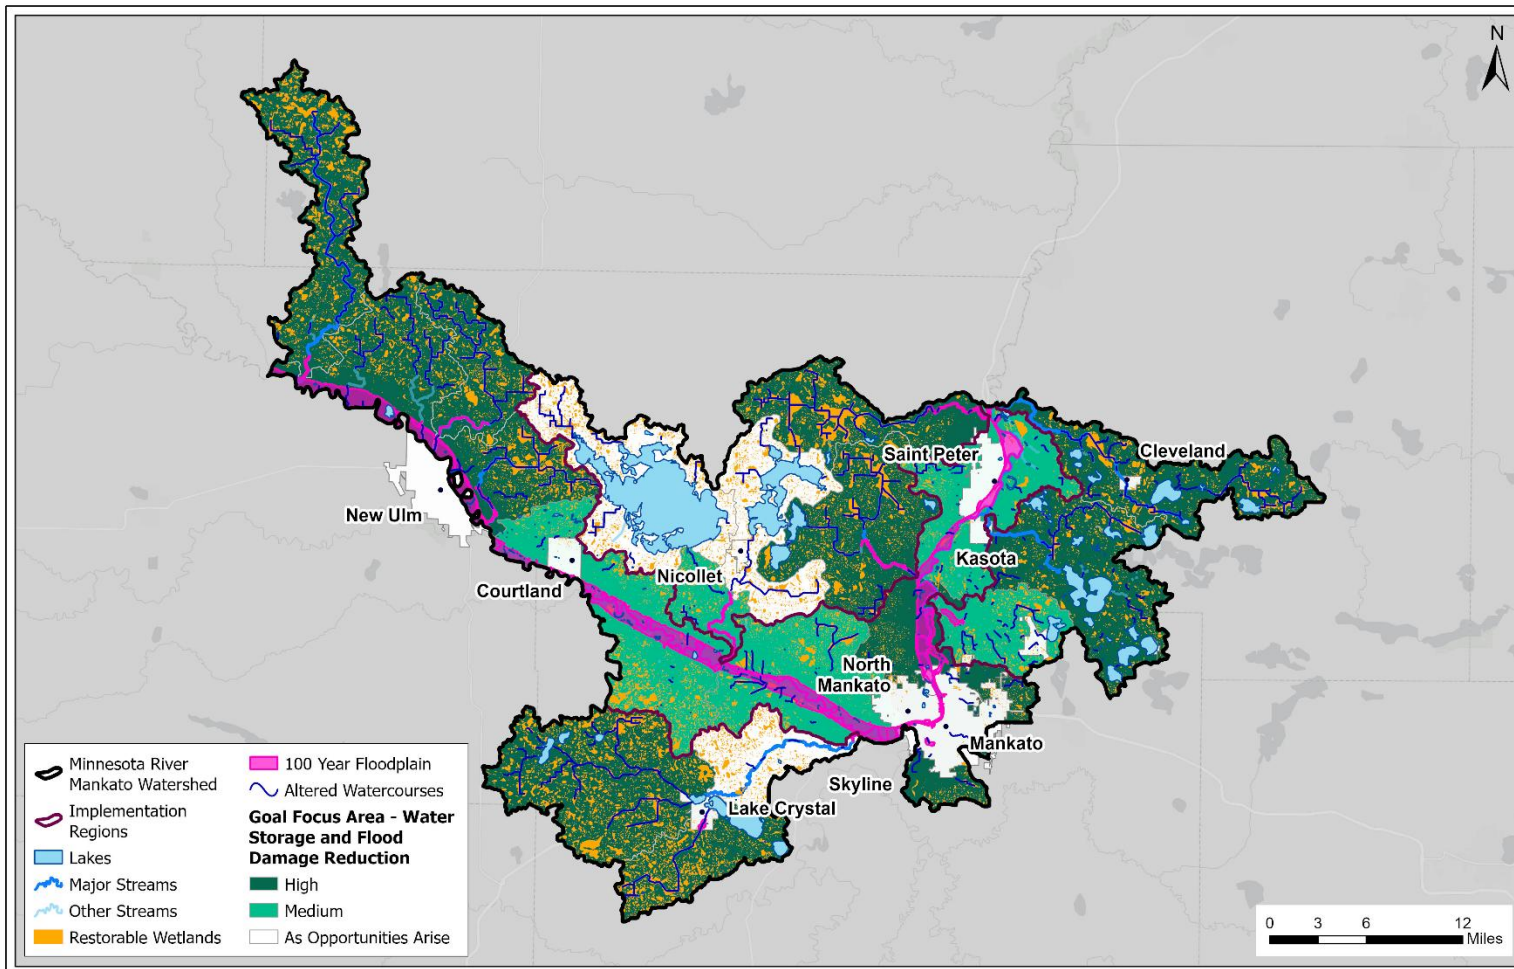 N
Saint Peter
Cleveland
New Ulm
Kasota
Nicollet
Courtland
North
Mankato
Mankato
Skyline
Lake Crystal
Minnesota River
Mankato Watershed
Implementation
Regions
Lakes
Major Streams
Other Streams
Restorable Wetlands
100 Year Floodplain
Altered Watercourses
Goal Focus Area - Water
Storage and Flood
Damage Reduction
High
Medium
As Opportunities Arise
0 3 6 12
Miles